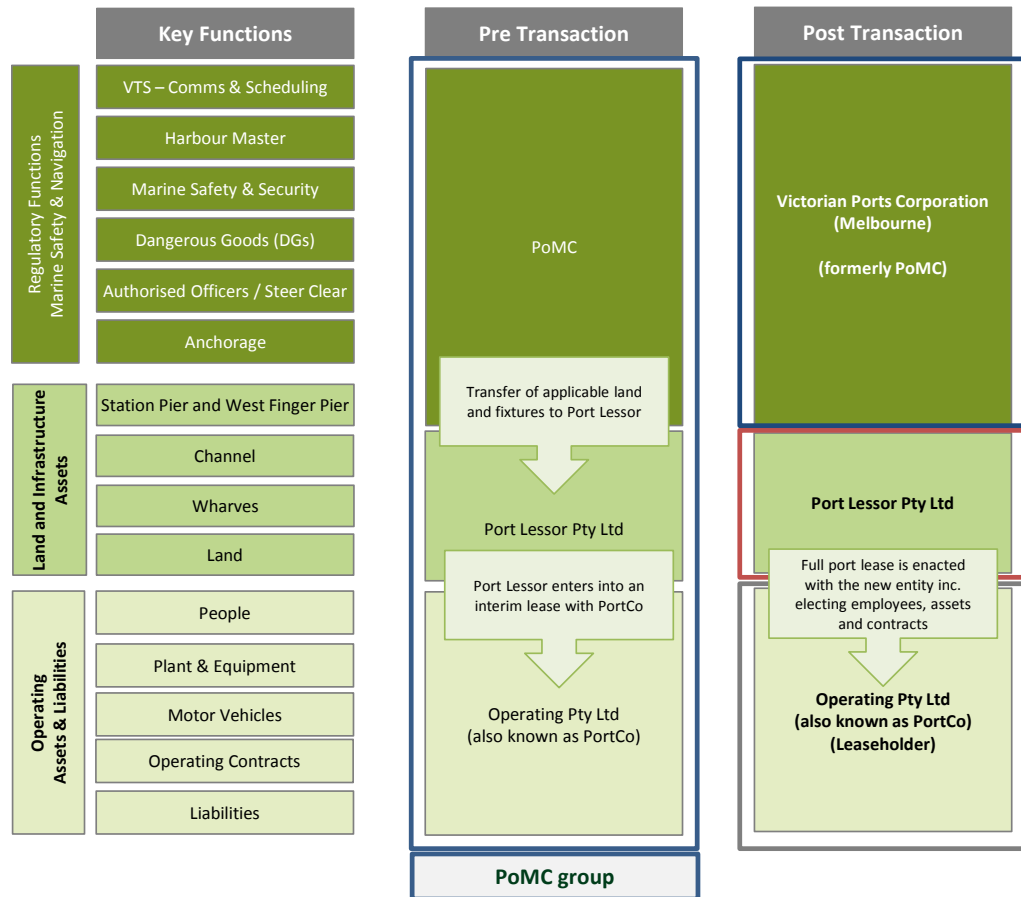 Key Functions
Pre Transaction
Post Transaction
Regulatory Functions
Marine Safety & Navigation
VTS – Comms & Scheduling
Harbour Master
Marine Safety & Security
Dangerous Goods (DGs)
Authorised Officers / Steer Clear
Anchorage
Land and Infrastructure
Assets
Station Pier and West Finger Pier
Channel
Wharves
Land
Operating
Assets & Liabilities
People
Plant & Equipment
Motor Vehicles
Operating Contracts
Liabilities
PoMC
Transfer of applicable land
and fixtures to Port Lessor
Port Lessor Pty Ltd
Port Lessor enters into an
interim lease with PortCo
Operating Pty Ltd
(also known as PortCo)
PoMC group
Victorian Ports Corporation
(Melbourne)
(formerly PoMC)
Port Lessor Pty Ltd
Full port lease is enacted
with the new entity inc.
electing employees, assets
and contracts
Operating Pty Ltd
(also known as PortCo)
(Leaseholder)